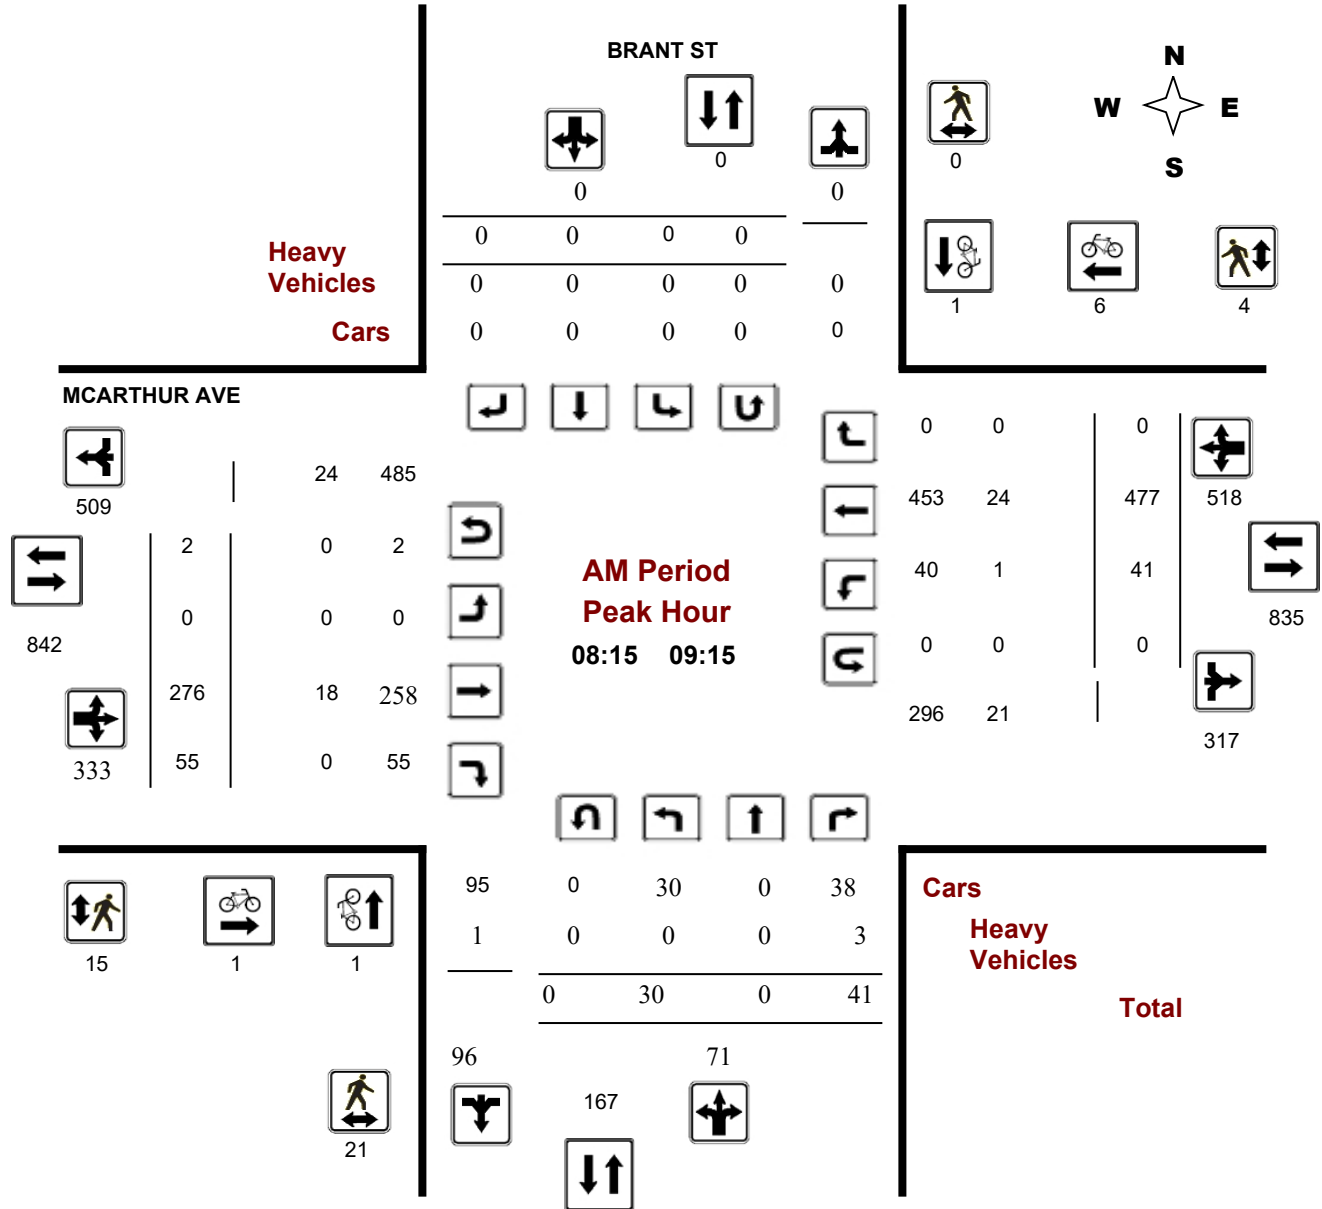 BRANT ST
N
W E
S
0
0
0 0
0 0 0 0
Heavy
Vehicles
0 0 0 0 0
Cars
0 0 0 0 0
1 6 4
MCARTHUR AVE
509
24 485
2 0 2
842
0 0 0
276 18 258
333
55 0 55
AM Period
Peak Hour
08:15 09:15
0 0 0
453 24 477 518
40 1 41
835
0 0 0
296 21
317
95 0 30 0 38
Cars
1 0 0 0 3
Heavy
Vehicles
15 1 1
0 30 0 41
Total
96 71
167
21